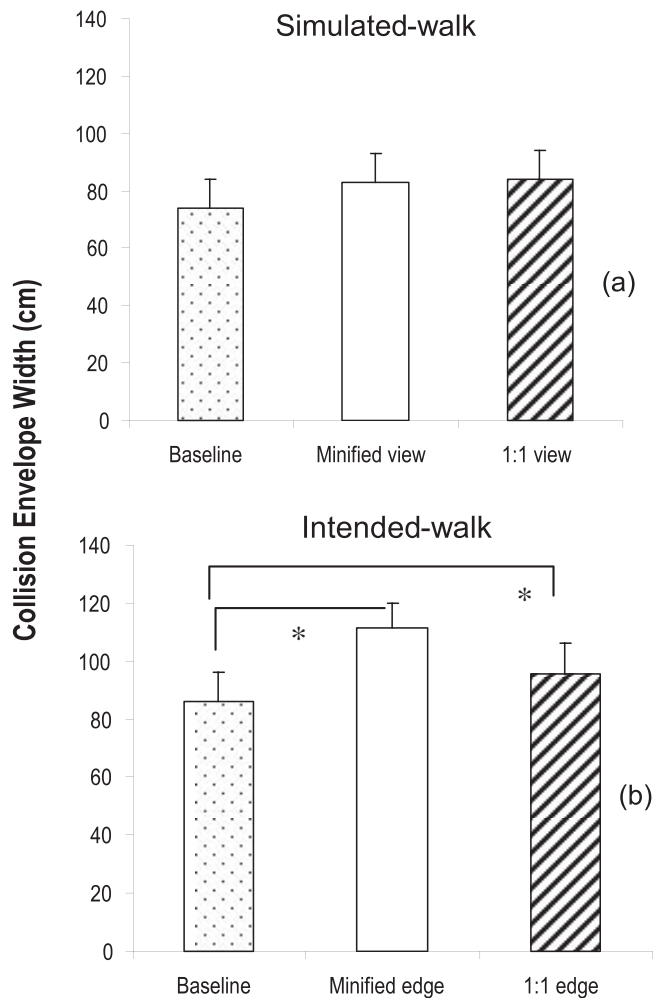 Collision Envelope Width (cm)
Simulated-walk
140
120
100
80
60
40
20
0
Baseline Minified view 1:1 view
(a)
Intended-walk
140
120
100
80
60
40
20
0
*
*
Baseline Minified edge 1:1 edge
(b)